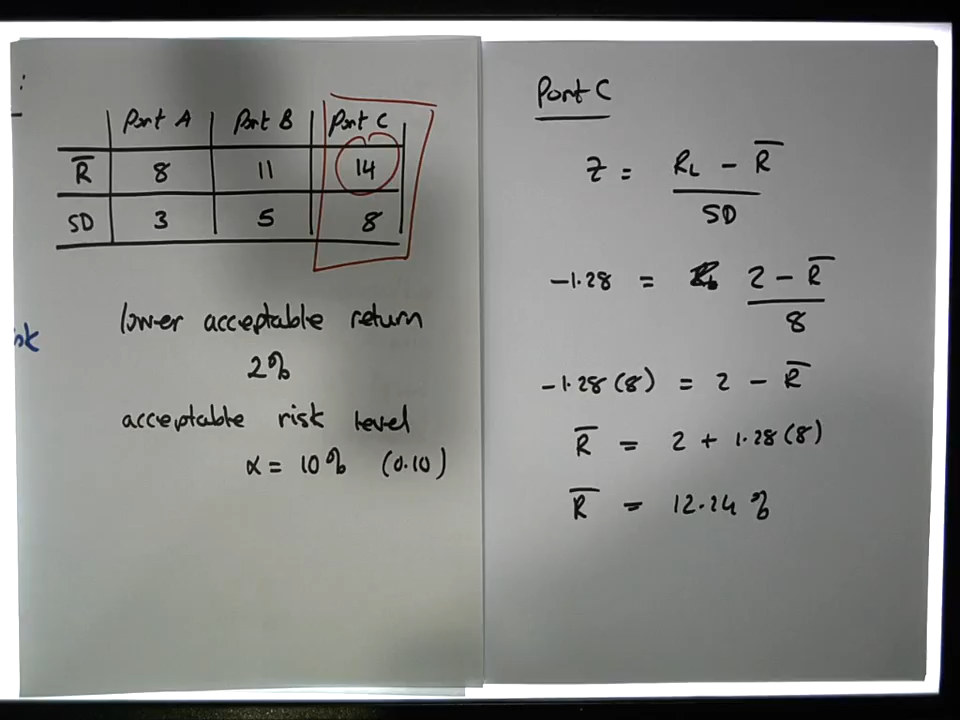 :
Port A Port B Port C
R̅ 8 11 14
SD 3 5 8
lower acceptable return
2%
acceptable risk level
α = 10% (0.10)
Port C
Z = RL - R̅
SD
-1.28 = 2 - R̅
8
-1.28(8) = 2 - R̅
R̅ = 2 + 1.28(8)
R̅ = 12.24 %